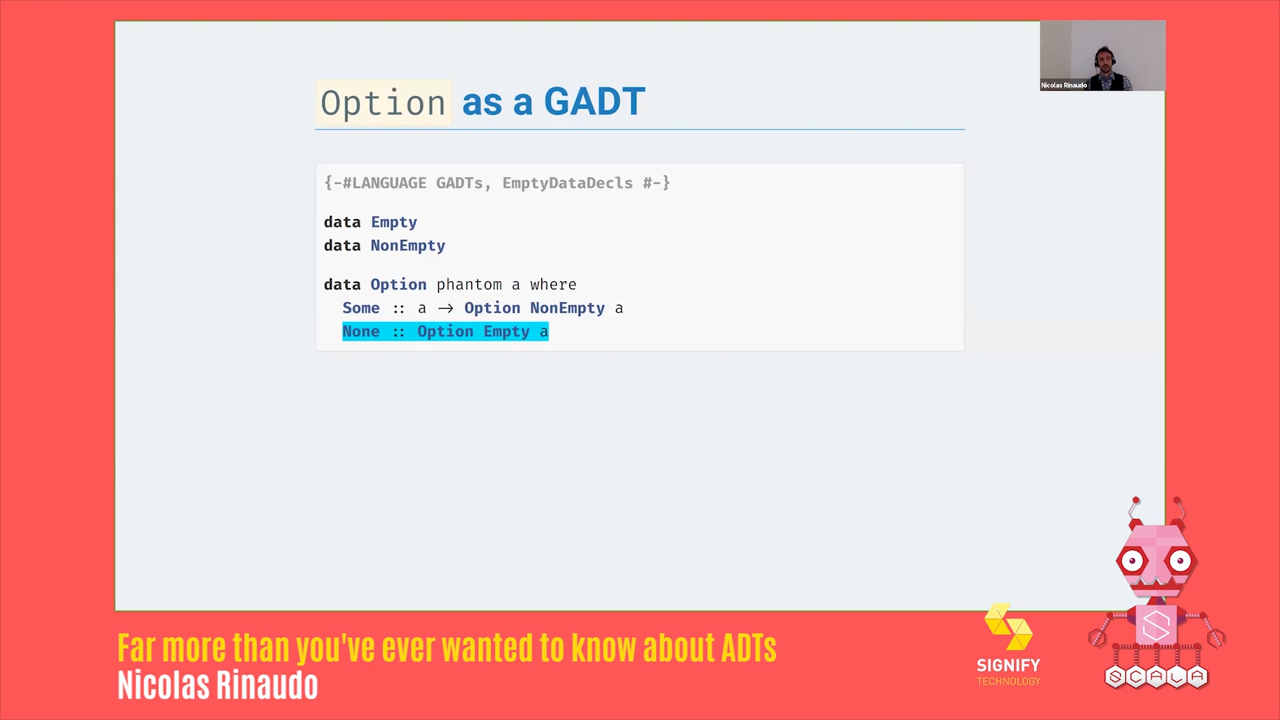 Option as a GADT
Nicolas Rinaudo
{-#LANGUAGE GADTs, EmptyDataDecls #-}
data Empty
data NonEmpty
data Option phantom a where
Some :: a → Option NonEmpty a
None :: Option Empty a
Far more than you've ever wanted to know about ADTs
Nicolas Rinaudo
SIGNIFY
TECHNOLOGY
SCALA